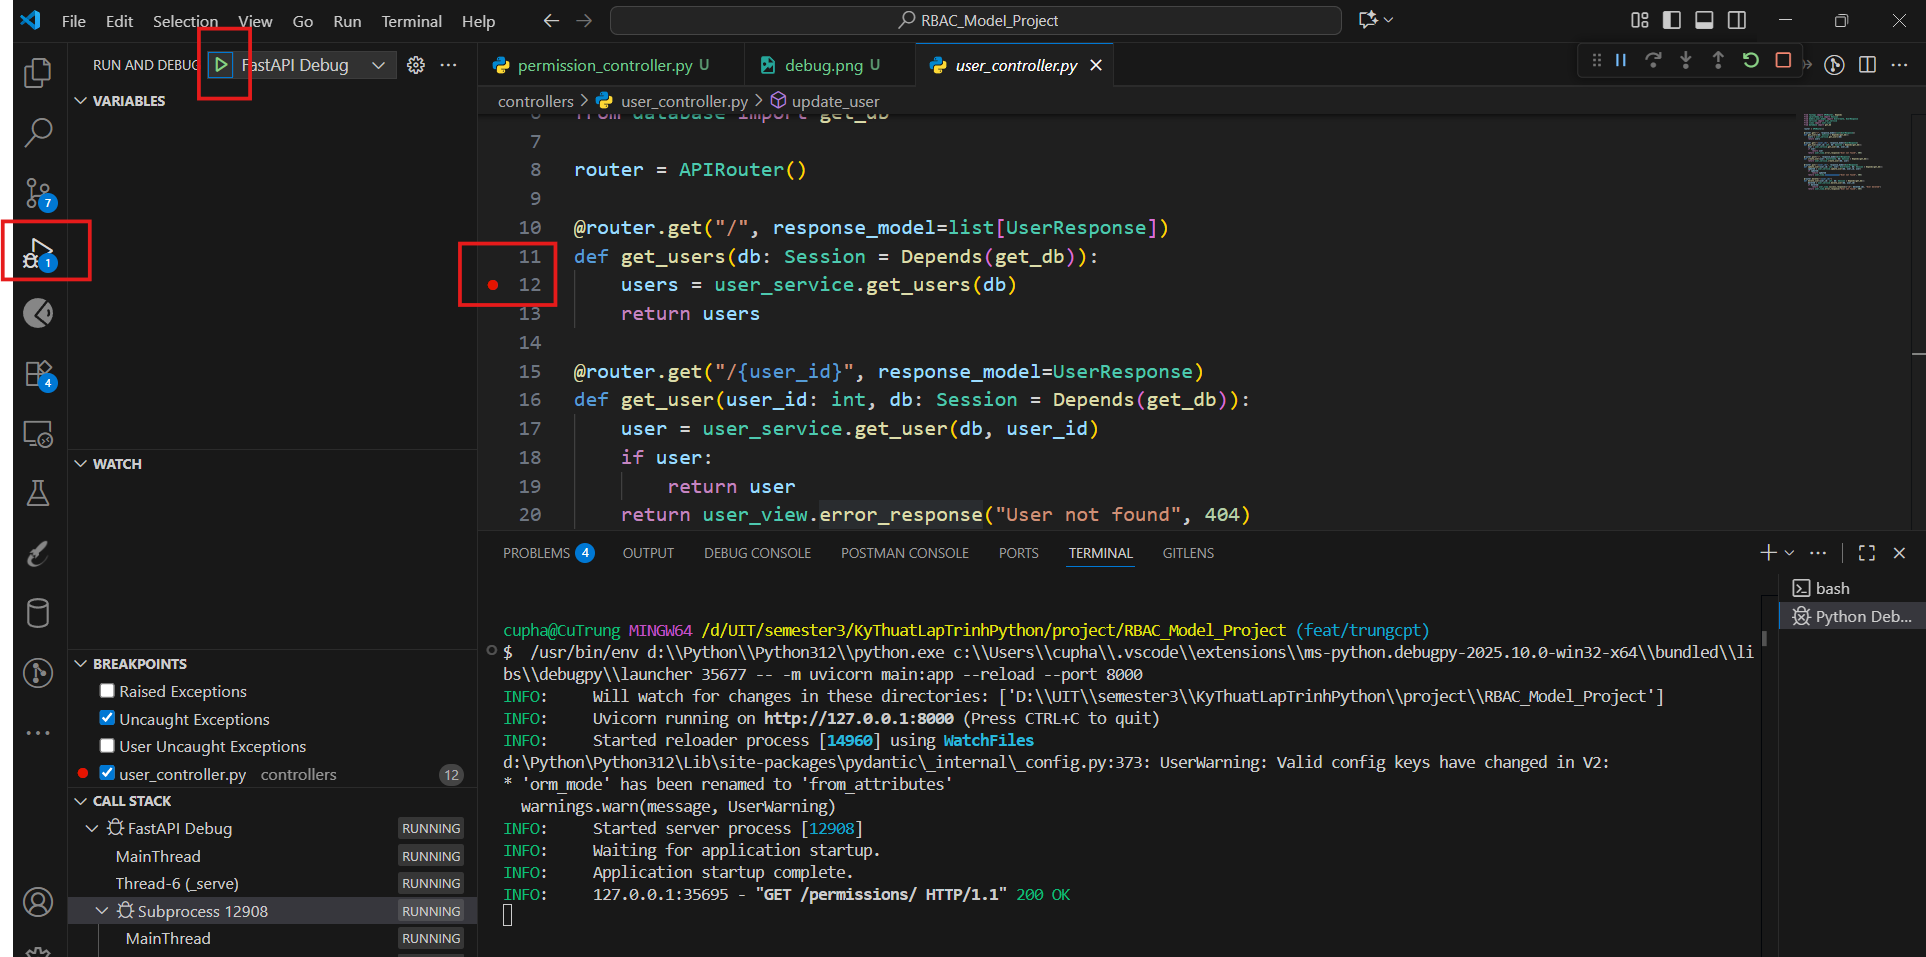 File Edit Selection View Go Run Terminal Help
RBAC_Model_Project
RUN AND DEBUG FastAPI Debug
VARIABLES
WATCH
BREAKPOINTS
Raised Exceptions
Uncaught Exceptions
User Uncaught Exceptions
user_controller.py controllers 12
CALL STACK
FastAPI Debug RUNNING
MainThread RUNNING
Thread-6 (_serve) RUNNING
Subprocess 12908 RUNNING
MainThread RUNNING
7
1
4
permission_controller.py U
debug.png U
user_controller.py
controllers > user_controller.py > update_user
6 from database import get_db
7
8 router = APIRouter()
9
10 @router.get("/", response_model=list[UserResponse])
11 def get_users(db: Session = Depends(get_db)):
12 users = user_service.get_users(db)
13 return users
14
15 @router.get("/{user_id}", response_model=UserResponse)
16 def get_user(user_id: int, db: Session = Depends(get_db)):
17 user = user_service.get_user(db, user_id)
18 if user:
19 return user
20 return user_view.error_response("User not found", 404)
PROBLEMS 4 OUTPUT DEBUG CONSOLE POSTMAN CONSOLE PORTS TERMINAL GITLENS
bash
Python Deb...
cupha@CuTrung MINGW64 /d/UIT/semester3/KyThuatLapTrinhPython/project/RBAC_Model_Project (feat/trungcpt)
$ /usr/bin/env d:\\Python\\Python312\\python.exe c:\\Users\\cupha\\.vscode\\extensions\\ms-python.debugpy-2025.10.0-win32-x64\\bundled\\li
bs\\debugpy\\launcher 35677 -- -m uvicorn main:app --reload --port 8000
INFO: Will watch for changes in these directories: ['D:\\UIT\\semester3\\KyThuatLapTrinhPython\\project\\RBAC_Model_Project']
INFO: Uvicorn running on http://127.0.0.1:8000 (Press CTRL+C to quit)
INFO: Started reloader process [14960] using WatchFiles
d:\Python\Python312\Lib\site-packages\pydantic\_internal\_config.py:373: UserWarning: Valid config keys have changed in V2:
* 'orm_mode' has been renamed to 'from_attributes'
warnings.warn(message, UserWarning)
INFO: Started server process [12908]
INFO: Waiting for application startup.
INFO: Application startup complete.
INFO: 127.0.0.1:35695 - "GET /permissions/ HTTP/1.1" 200 OK